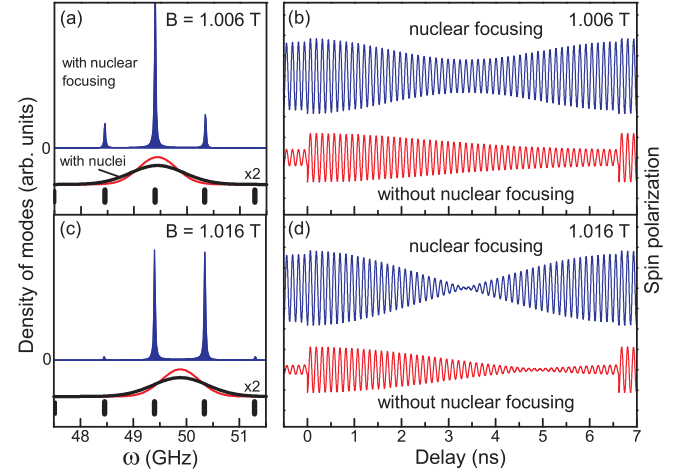 (a) B = 1.006 T
with nuclear
focusing
0
with nuclei
x2
(b) nuclear focusing 1.006 T
without nuclear focusing
(c) B = 1.016 T
0
x2
(d) nuclear focusing 1.016 T
without nuclear focusing
Density of modes (arb. units)
Spin polarization
48 49 50 51
ω (GHz)
0 1 2 3 4 5 6 7
Delay (ns)